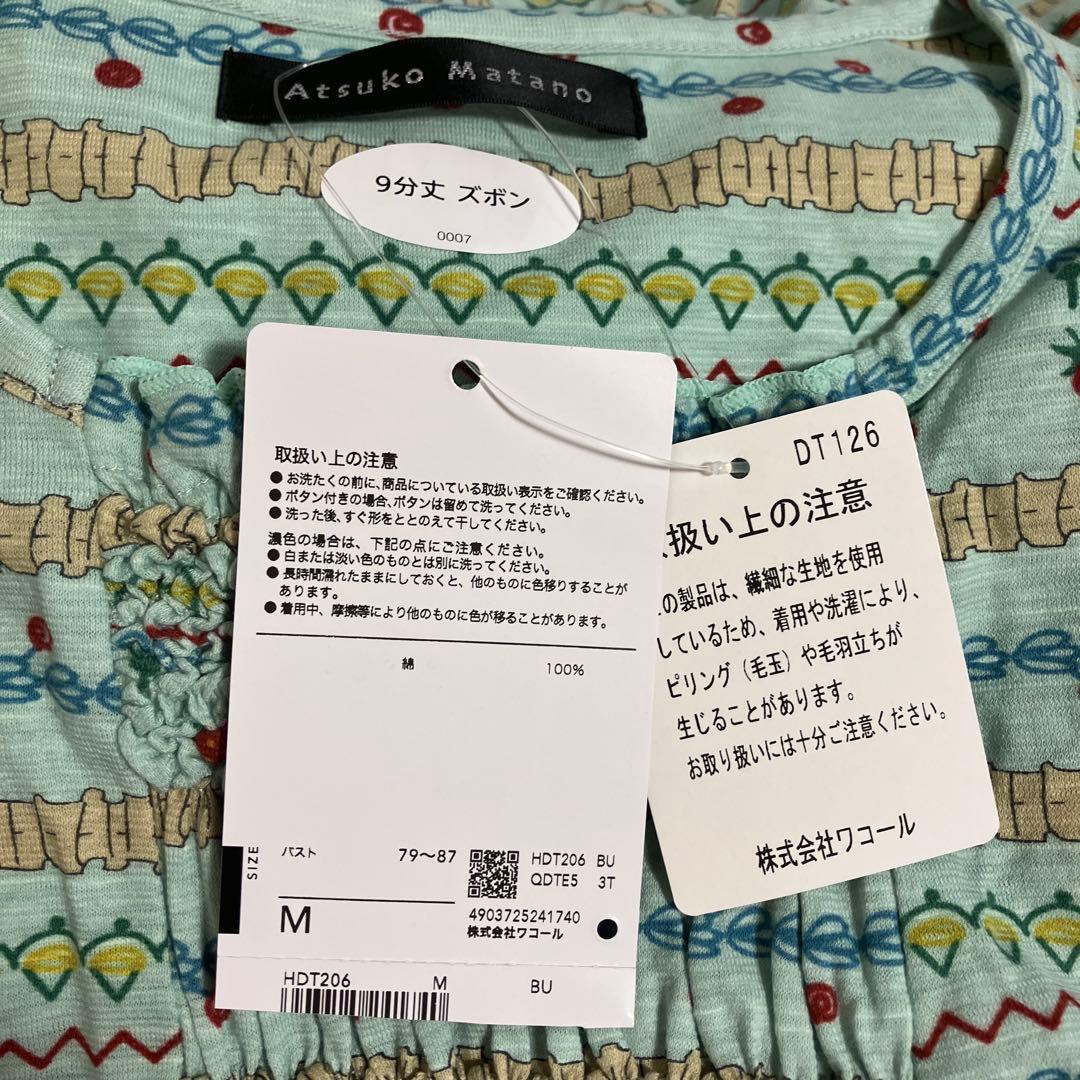 Atsuko Matano
9分丈 ズボン
0007
取扱い上の注意
●お洗たくの前に、商品についている取扱い表示をご確認ください。
●ボタン付きの場合、ボタンは留めて洗ってください。
●洗った後、すぐ形をととのえて干してください。
濃色の場合は、下記の点にご注意ください。
●白または淡い色のものとは別に洗ってください。
●長時間濡れたままにしておくと、他のものに色移りすることが
あります。
●着用中、摩擦等により他のものに色が移ることがあります。
綿 100%
SIZE
バスト 79～87
M
HDT206 BU
QDTE5 3T
4903725241740
株式会社ワコール
HDT206 M BU
DT126
扱い上の注意
の製品は、繊細な生地を使用
しているため、着用や洗濯により、
ピリング（毛玉）や毛羽立ちが
生じることがあります。
お取り扱いには十分ご注意ください。
株式会社ワコール